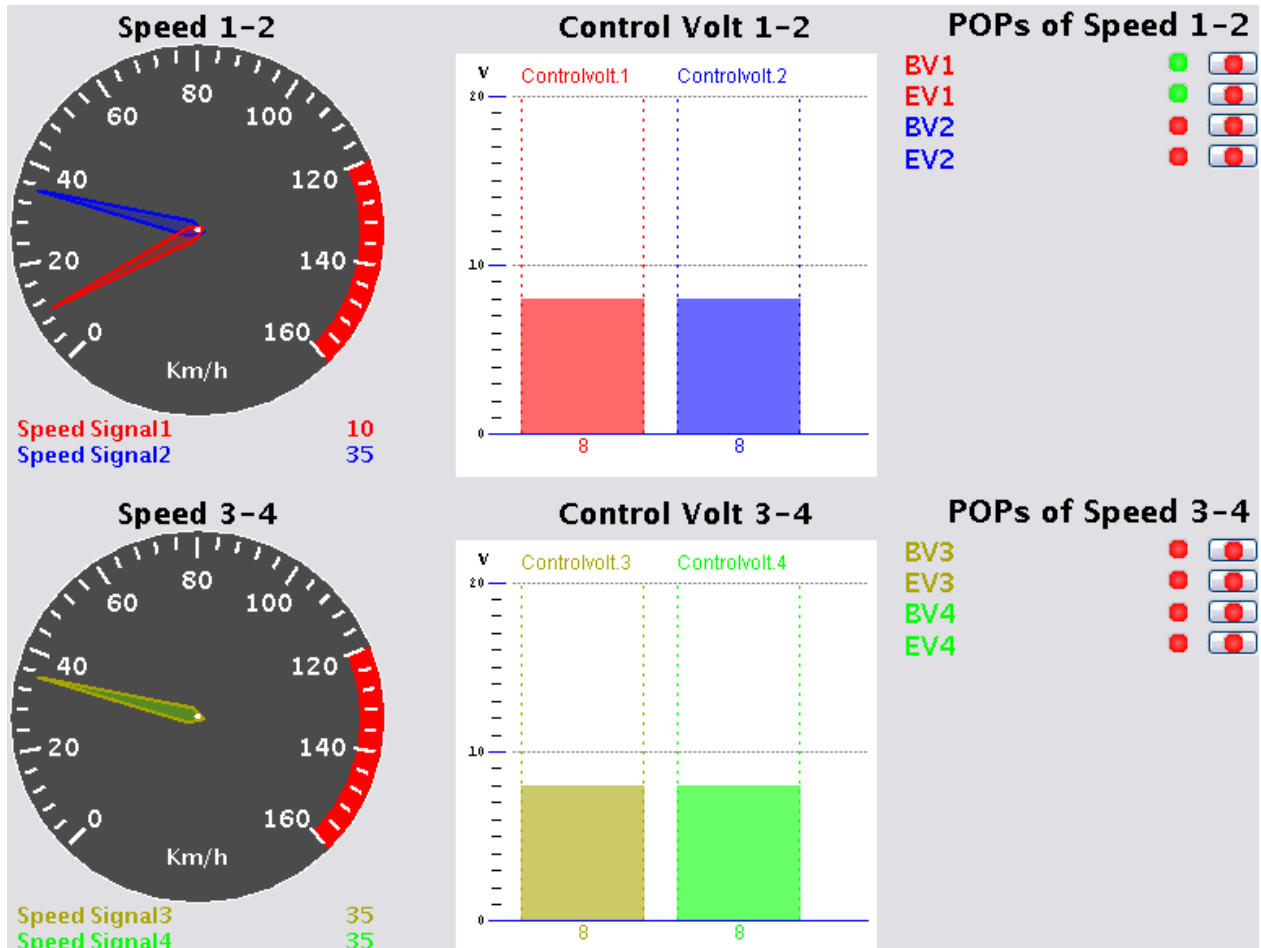 Speed 1-2
80
60
100
40
120
20
140
0
160
Km/h
Speed Signal1 10
Speed Signal2 35
Control Volt 1-2
V Controlvolt.1 Controlvolt.2
20
10
0
8 8
POPs of Speed 1-2
BV1
EV1
BV2
EV2
Speed 3-4
80
60
100
40
120
20
140
0
160
Km/h
Speed Signal3 35
Speed Signal4 35
Control Volt 3-4
V Controlvolt.3 Controlvolt.4
20
10
0
8 8
POPs of Speed 3-4
BV3
EV3
BV4
EV4